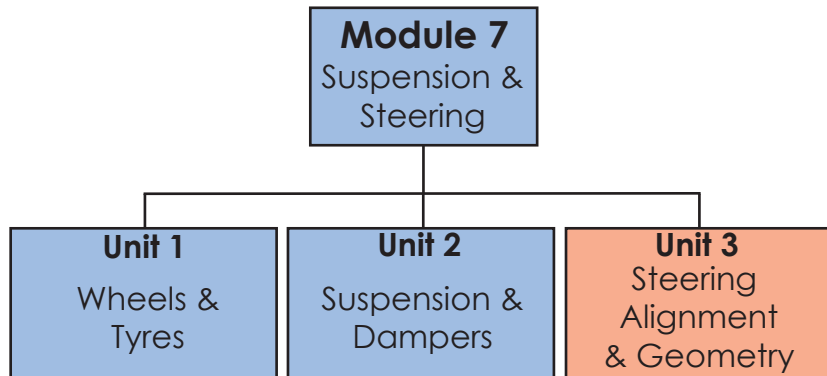 Module 7
Suspension &
Steering
Unit 1
Wheels &
Tyres
Unit 2
Suspension &
Dampers
Unit 3
Steering
Alignment
& Geometry